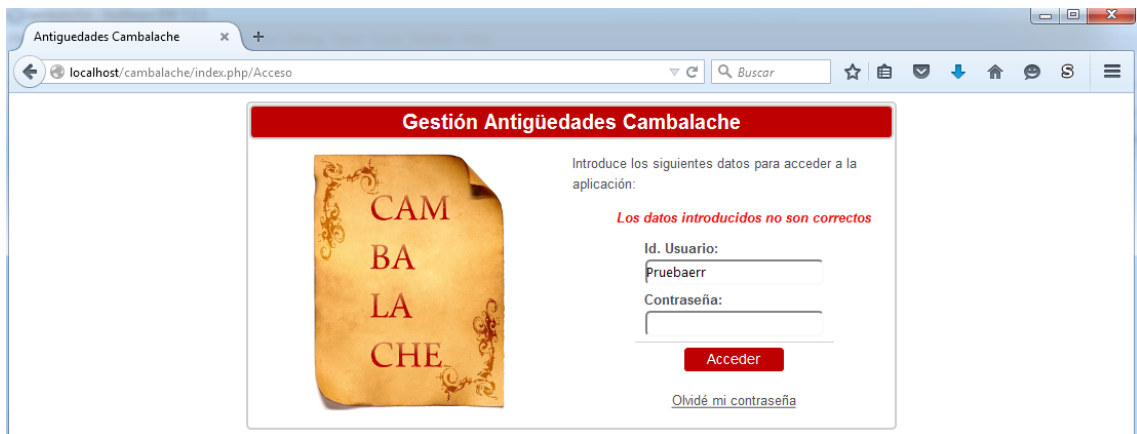 Antiguedades Cambalache
localhost/cambalache/index.php/Acceso
Buscar
S
Gestión Antigüedades Cambalache
CAM
BA
LA
CHE
Introduce los siguientes datos para acceder a la
aplicación:
Los datos introducidos no son correctos
Id. Usuario:
Pruebaerr
Contraseña:
Acceder
Olvidé mi contraseña